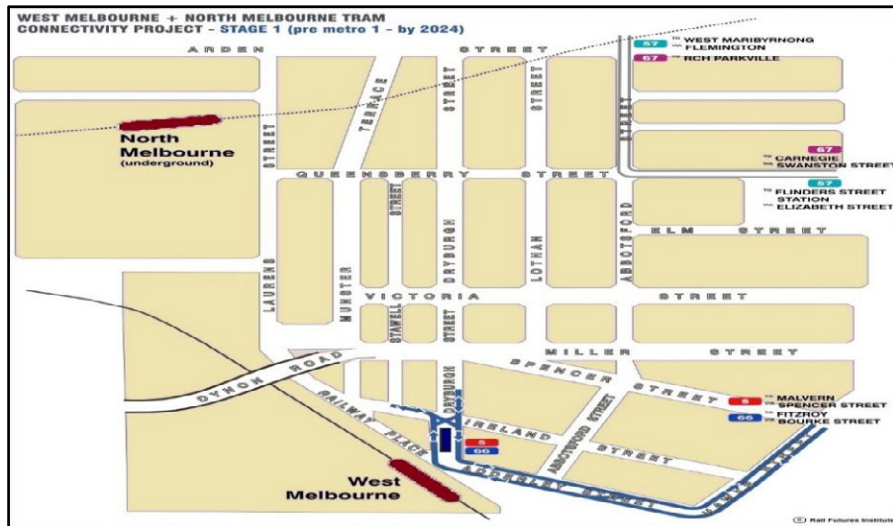 WEST MELBOURNE + NORTH MELBOURNE TRAM
CONNECTIVITY PROJECT - STAGE 1 (pre metro 1 - by 2024)
ARDEN STREET
57 TO WEST MARIBYRNONG
VIA FLEMINGTON
67 TO RCH PARKVILLE
TERRACE
STREET
STREET
North
Melbourne
(underground)
STREET
67
TO CARNEGIE
VIA SWANSTON STREET
QUEENSBERRY STREET
57
TO FLINDERS STREET
STATION
VIA ELIZABETH STREET
STREET
LAURENS
MUNSTER
DRYBURGH
LOTHAN
ABBOTSFORD
ELM STREET
VICTORIA STREET
STAWELL
STREET
MILLER STREET
DYNON ROAD
SPENCER STREET
RAILWAY PLACE
DRYBURGH
IRELAND STREET
ABBOTSFORD STREET
5 TO MALVERN
VIA SPENCER STREET
66 TO FITZROY
VIA BOURKE STREET
5
66
ADDERLEY STREET
West
Melbourne
© Rail Futures Institute